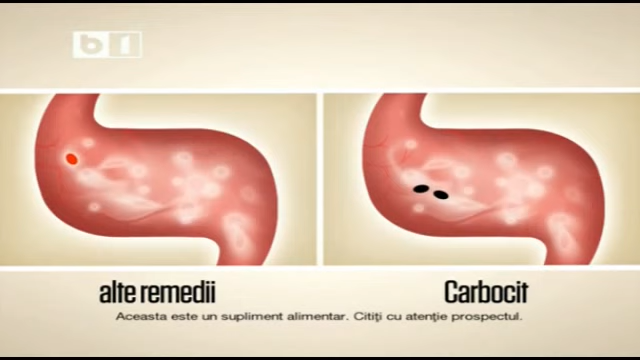 b1
alte remedii
Carbocit
Aceasta este un supliment alimentar. Citiţi cu atenţie prospectul.